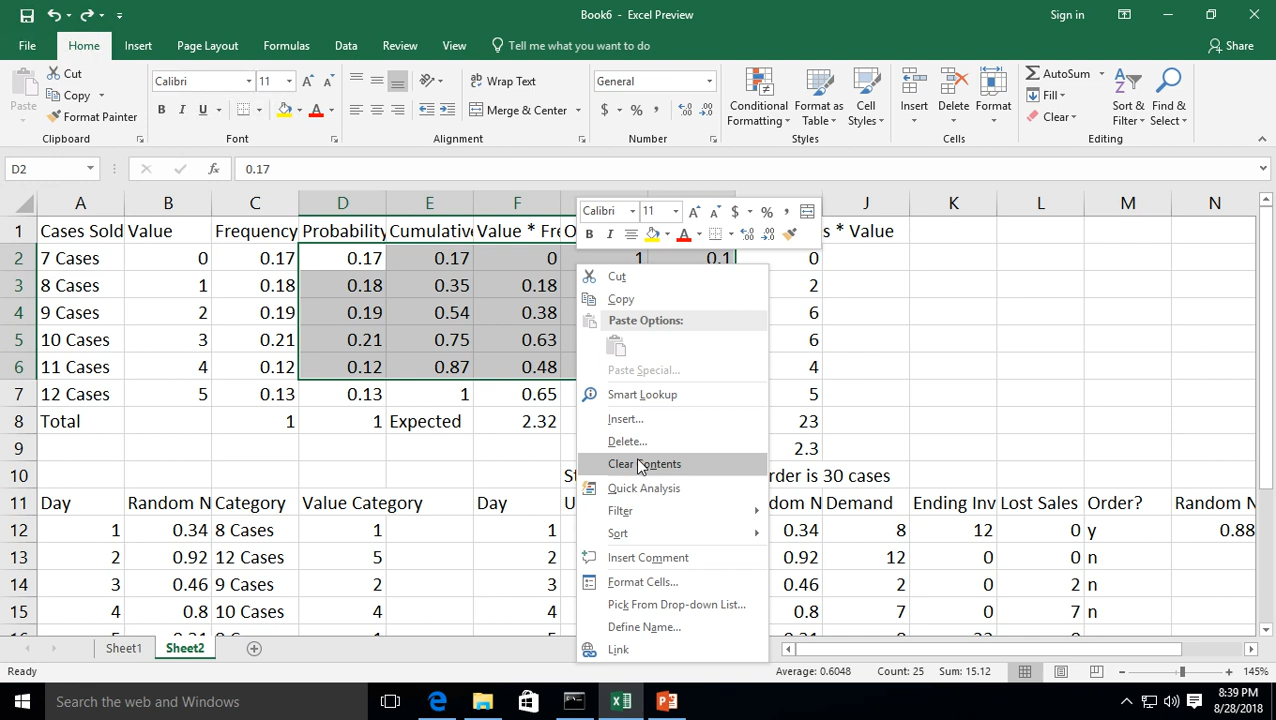 Book6 - Excel Preview
Sign in
File Home Insert Page Layout Formulas Data Review View Tell me what you want to do Share
Paste
Cut
Copy
Format Painter
Clipboard
Calibri 11
B I U
Font
Wrap Text
Merge & Center
Alignment
General
$ % ,
Number
Conditional Formatting
Format as Table
Cell Styles
Styles
Insert
Delete
Format
Cells
AutoSum
Fill
Clear
Sort & Filter
Find & Select
Editing
D2 fx 0.17
A B C D E F J K L M N
1 Cases Sold Value Frequency Probability Cumulative Value * Fre s * Value
2 7 Cases 0 0.17 0.17 0.17 0 1 0.1 0
3 8 Cases 1 0.18 0.18 0.35 0.18 2
4 9 Cases 2 0.19 0.19 0.54 0.38 6
5 10 Cases 3 0.21 0.21 0.75 0.63 6
6 11 Cases 4 0.12 0.12 0.87 0.48 4
7 12 Cases 5 0.13 0.13 1 0.65 5
8 Total 1 1 Expected 2.32 23
9 2.3
10 St rder is 30 cases
11 Day Random N Category Value Category Day U dom N Demand Ending Inv Lost Sales Order? Random N
12 1 0.34 8 Cases 1 1 0.34 8 12 0 y 0.88
13 2 0.92 12 Cases 5 2 0.92 12 0 0 n
14 3 0.46 9 Cases 2 3 0.46 2 0 2 n
15 4 0.8 10 Cases 4 4 0.8 7 0 7 n
Calibri 11 A A $ % ,
B I A
Cut
Copy
Paste Options:
Paste Special...
Smart Lookup
Insert...
Delete...
Clear Contents
Quick Analysis
Filter
Sort
Insert Comment
Format Cells...
Pick From Drop-down List...
Define Name...
Link
Sheet1 Sheet2
Ready Average: 0.6048 Count: 25 Sum: 15.12 145%
Search the web and Windows
8:39 PM
8/28/2018